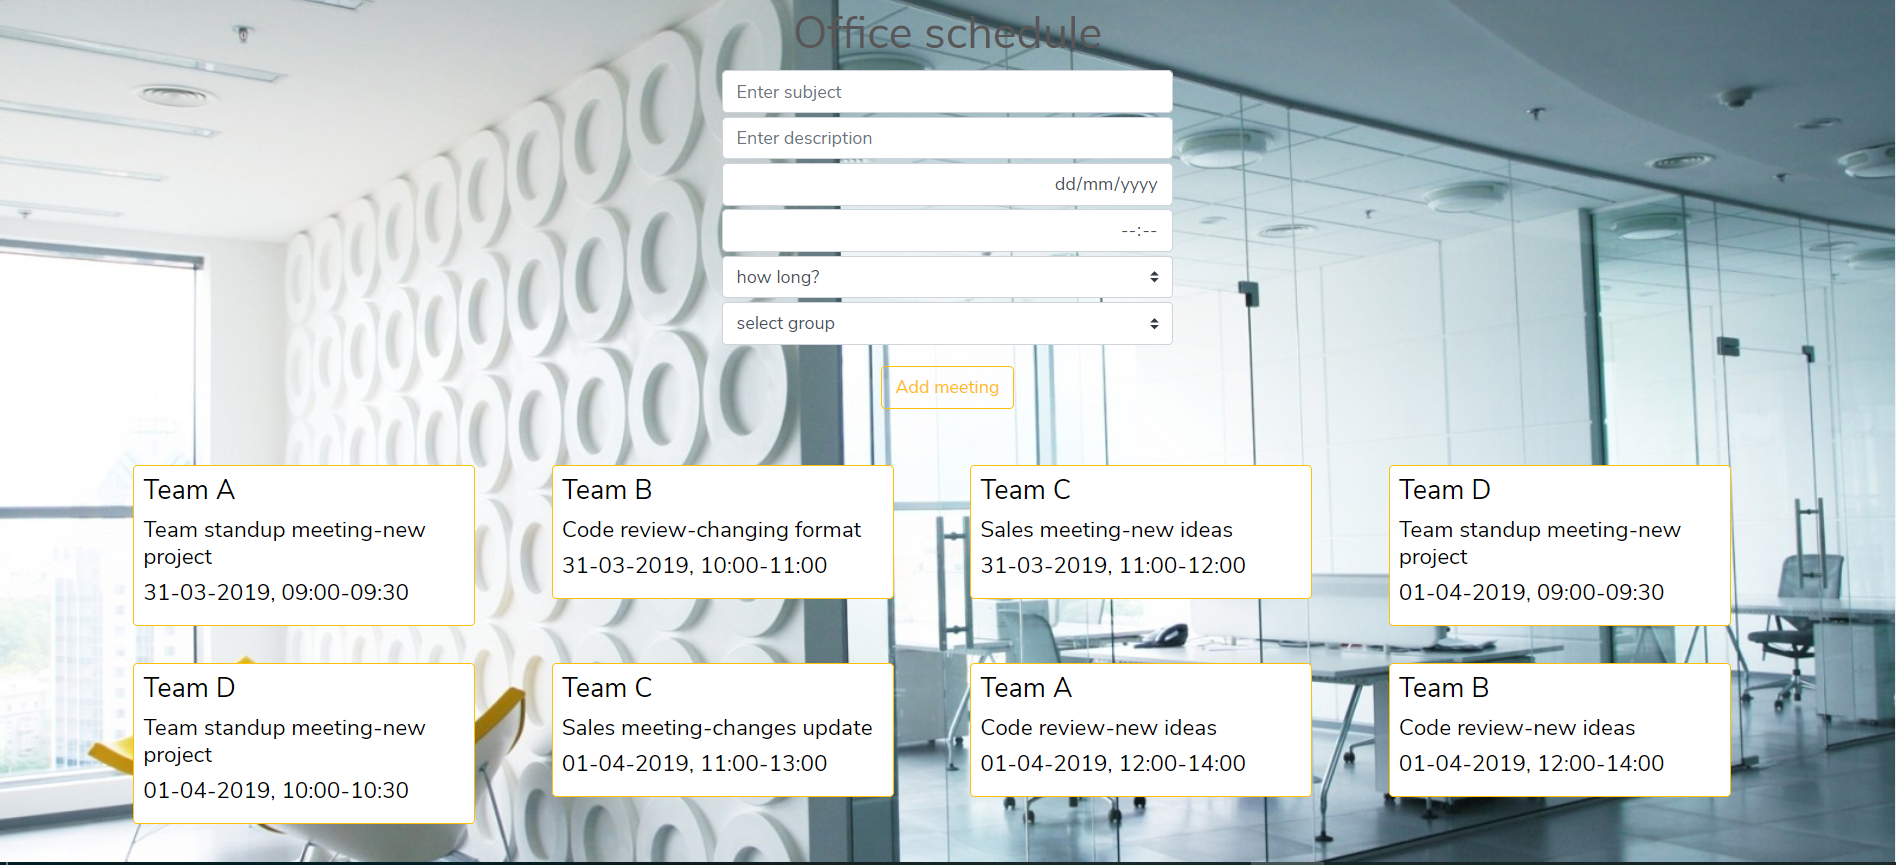 Office schedule
Enter subject
Enter description
dd/mm/yyyy
--:--
how long?
select group
Add meeting
Team A
Team standup meeting-new
project
31-03-2019, 09:00-09:30
Team B
Code review-changing format
31-03-2019, 10:00-11:00
Team C
Sales meeting-new ideas
31-03-2019, 11:00-12:00
Team D
Team standup meeting-new
project
01-04-2019, 09:00-09:30
Team D
Team standup meeting-new
project
01-04-2019, 10:00-10:30
Team C
Sales meeting-changes update
01-04-2019, 11:00-13:00
Team A
Code review-new ideas
01-04-2019, 12:00-14:00
Team B
Code review-new ideas
01-04-2019, 12:00-14:00